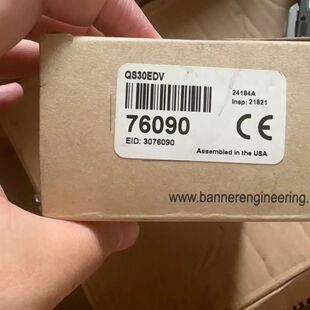 QS30EDV
24184A
Insp: 21821
76090
CE
EID: 3076090
Assembled in the USA
www.bannerengineering.